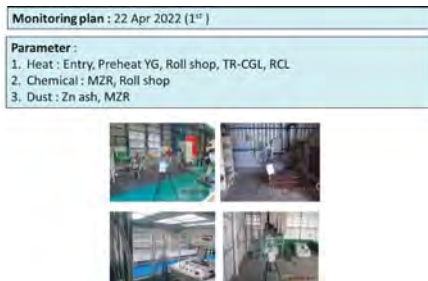 Monitoring plan : 22 Apr 2022 (1st )
Parameter :
1. Heat : Entry, Preheat YG, Roll shop, TR-CGL, RCL
2. Chemical : MZR, Roll shop
3. Dust : Zn ash, MZR